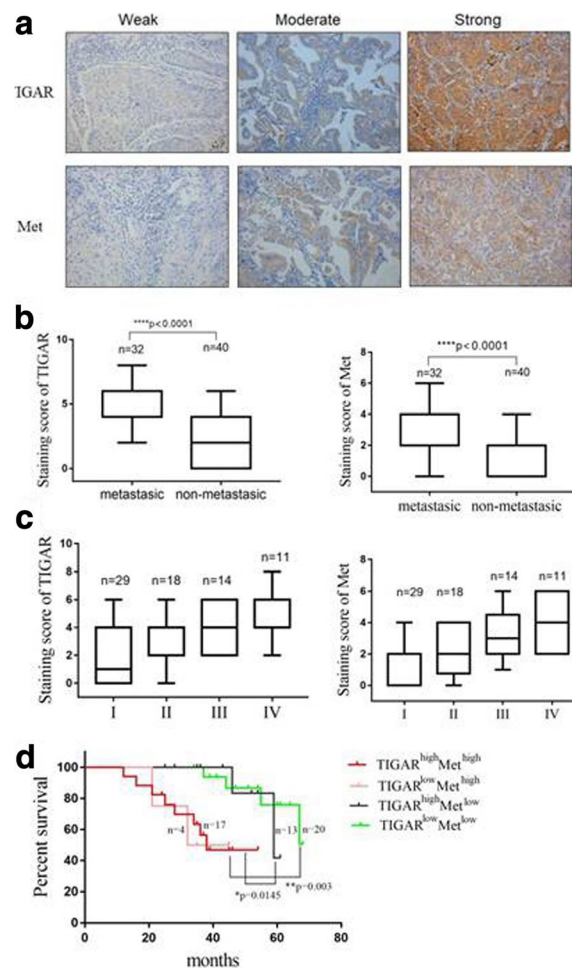 a
Weak Moderate Strong
TIGAR
Met
b
****p<0.0001
n=32 n=40
Staining score of TIGAR
10
5
0
metastasic non-metastasic
****p<0.0001
n=32 n=40
Staining score of Met
8
6
4
2
0
metastasic non-metastasic
c
Staining score of TIGAR
10
8
6
4
2
0
n=29 n=18 n=14 n=11
I II III IV
Staining score of Met
8
6
4
2
0
n=29 n=18 n=14 n=11
I II III IV
d
Percent survival
100
80
60
40
20
0
n=4 n=17 n=13 n=20
*p=0.0145 **p=0.003
0 20 40 60 80
months
TIGARhighMethigh
TIGARlowMethigh
TIGARhighMetlow
TIGARlowMetlow